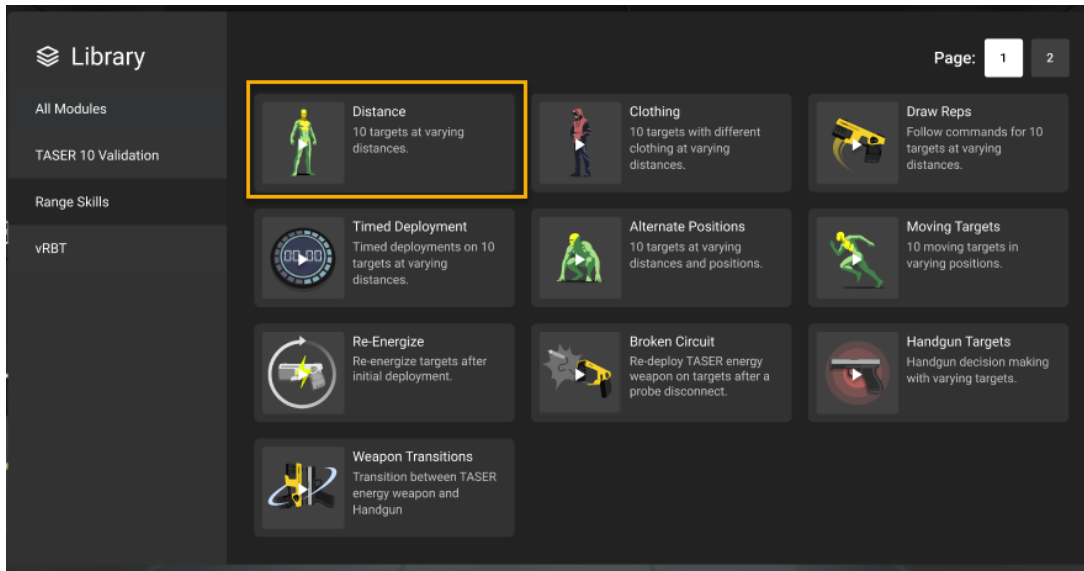 Library
All Modules
TASER 10 Validation
Range Skills
vRBT
Page: 1 2
Distance
10 targets at varying
distances.
Clothing
10 targets with different
clothing at varying
distances.
Draw Reps
Follow commands for 10
targets at varying
distances.
Timed Deployment
Timed deployments on 10
targets at varying
distances.
00:00
Alternate Positions
10 targets at varying
distances and positions.
Moving Targets
10 moving targets in
varying positions.
Re-Energize
Re-energize targets after
initial deployment.
Broken Circuit
Re-deploy TASER energy
weapon on targets after a
probe disconnect.
Handgun Targets
Handgun decision making
with varying targets.
Weapon Transitions
Transition between TASER
energy weapon and
Handgun